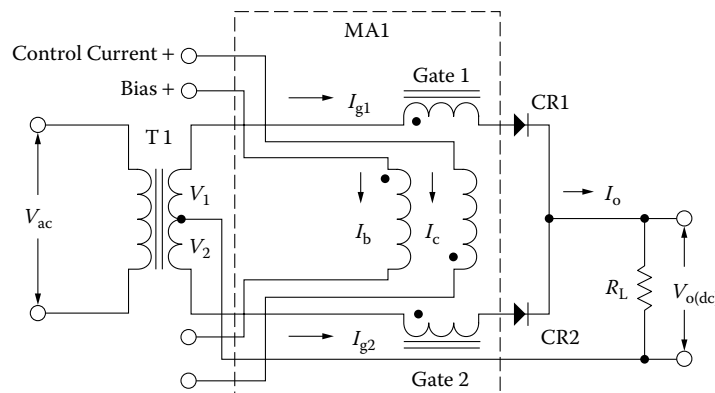 MA1
Control Current +
Gate 1
Bias +
I_g1
CR1
T 1
V_1
I_o
V_ac
I_b
I_c
V_2
R_L
V_o(dc
I_g2
CR2
Gate 2